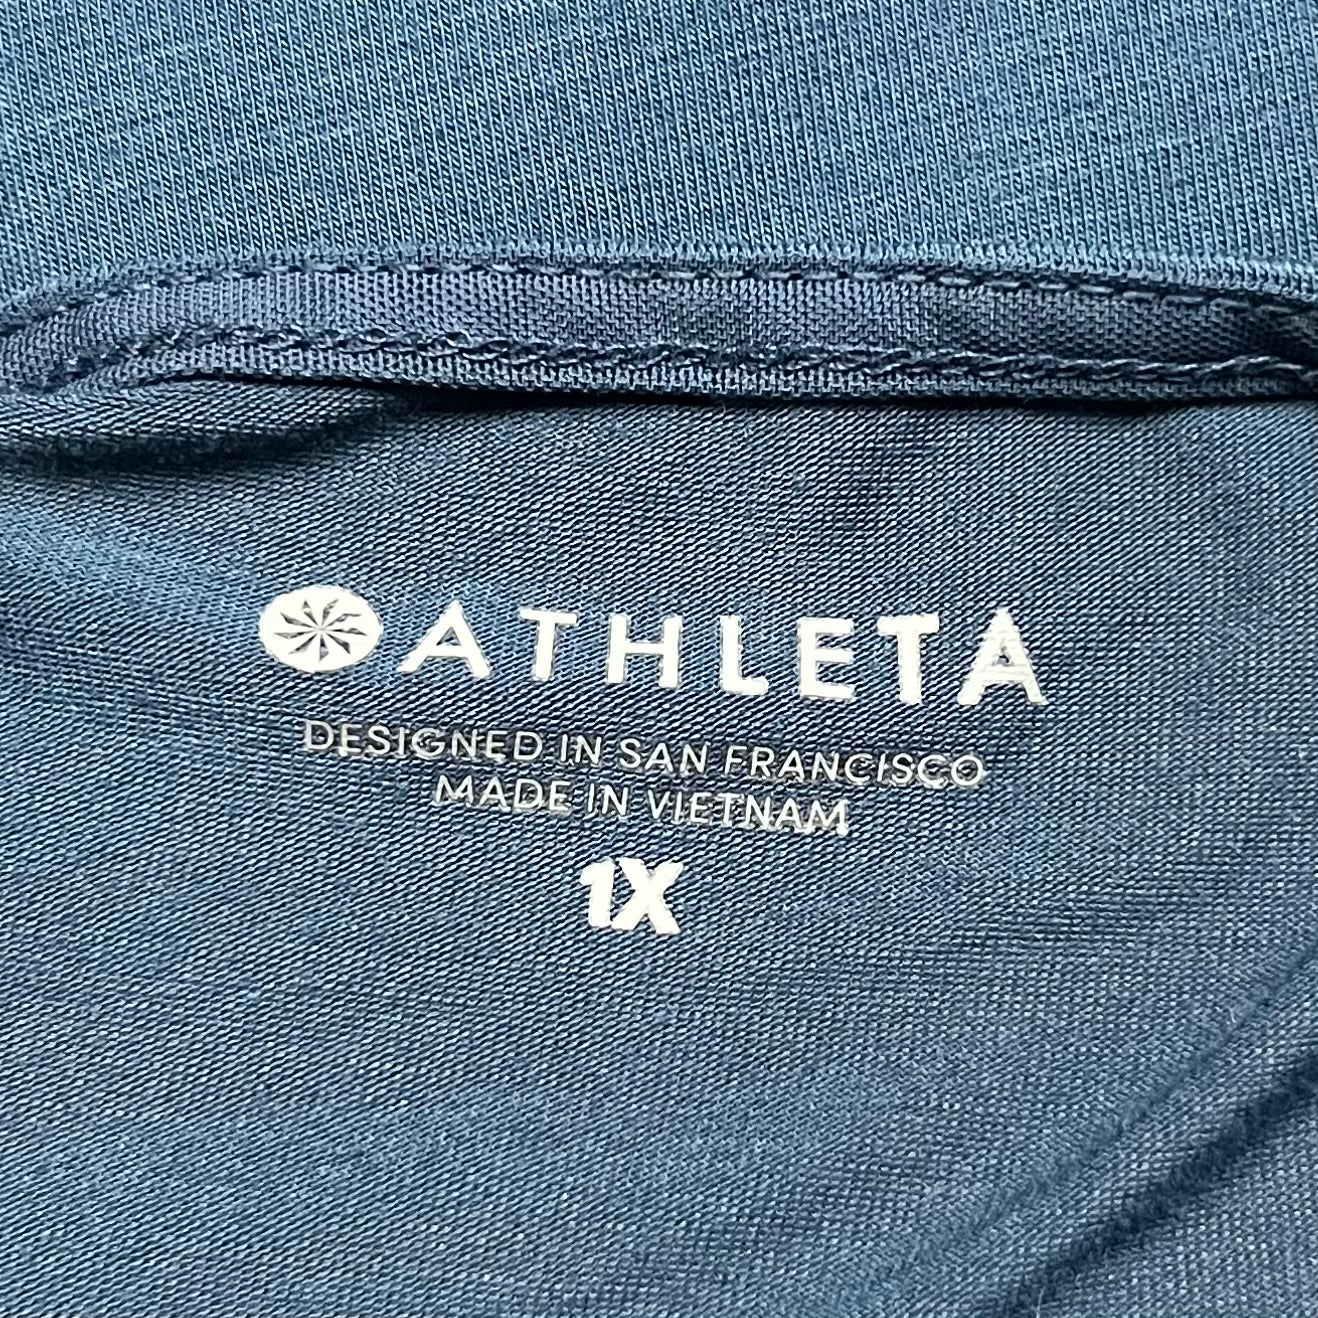 ATHLETA
DESIGNED IN SAN FRANCISCO
MADE IN VIETNAM
1X